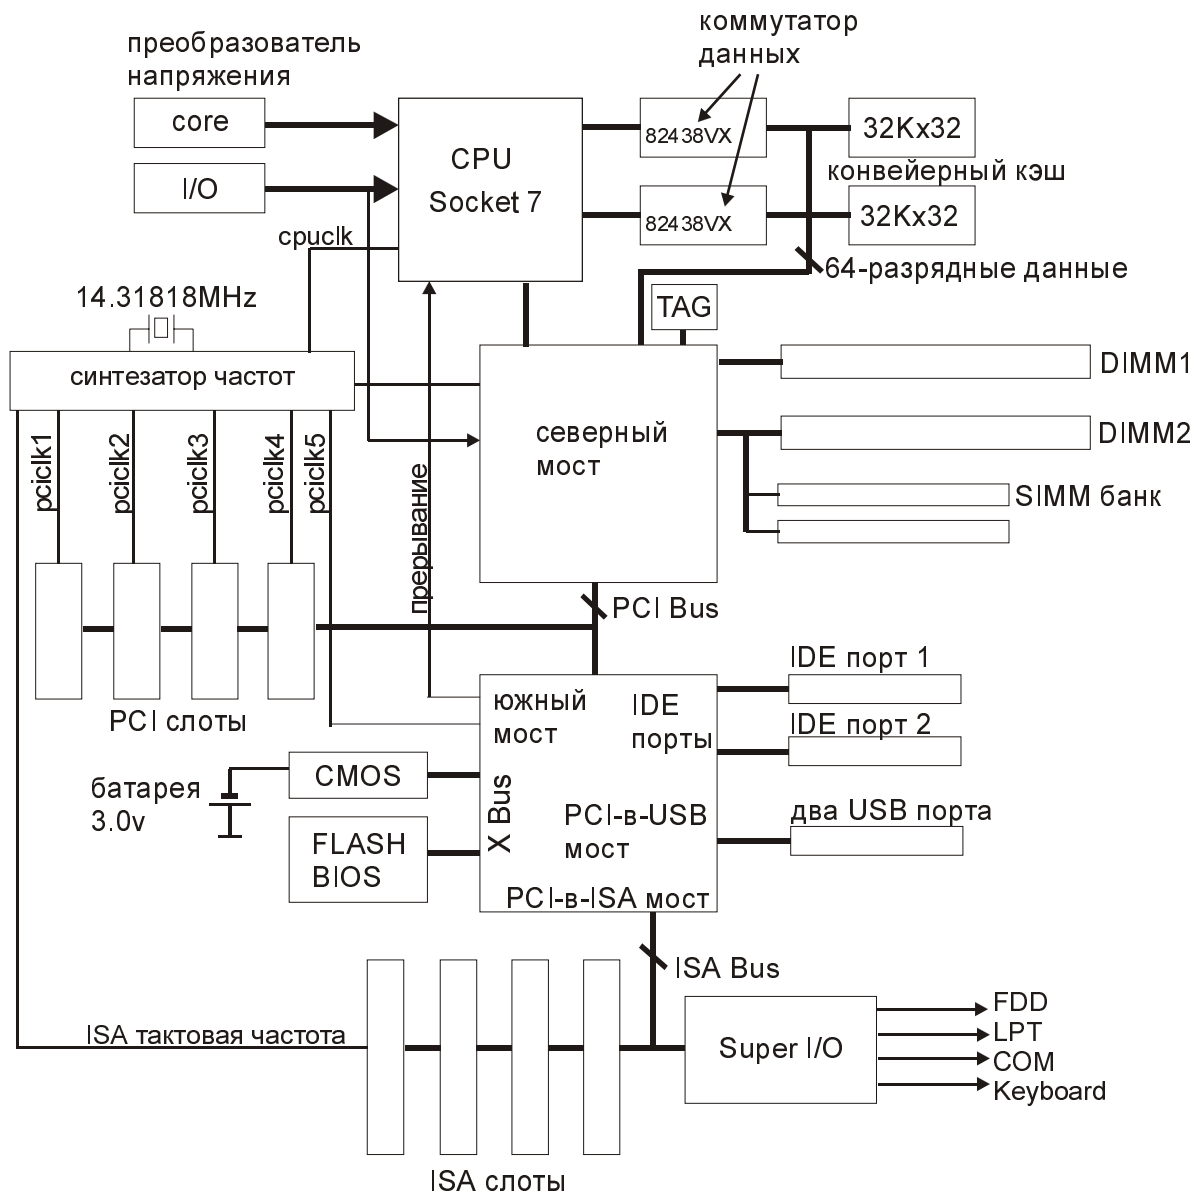 коммутатор
данных
преобразователь
напряжения
core
I/O
CPU
Socket 7
82438VX
82438VX
32Kx32
конвейерный кэш
32Kx32
cpuclk
64-разрядные данные
14.31818MHz
TAG
синтезатор частот
DIMM1
DIMM2
SIMM банк
северный
мост
pciclk1
pciclk2
pciclk3
pciclk4
pciclk5
прерывание
PCI Bus
PCI слоты
южный
мост
IDE
порты
IDE порт 1
IDE порт 2
батарея
3.0v
CMOS
FLASH
BIOS
X Bus
PCI-в-USB
мост
два USB порта
PCI-в-ISA мост
ISA Bus
ISA тактовая частота
Super I/O
FDD
LPT
COM
Keyboard
ISA слоты